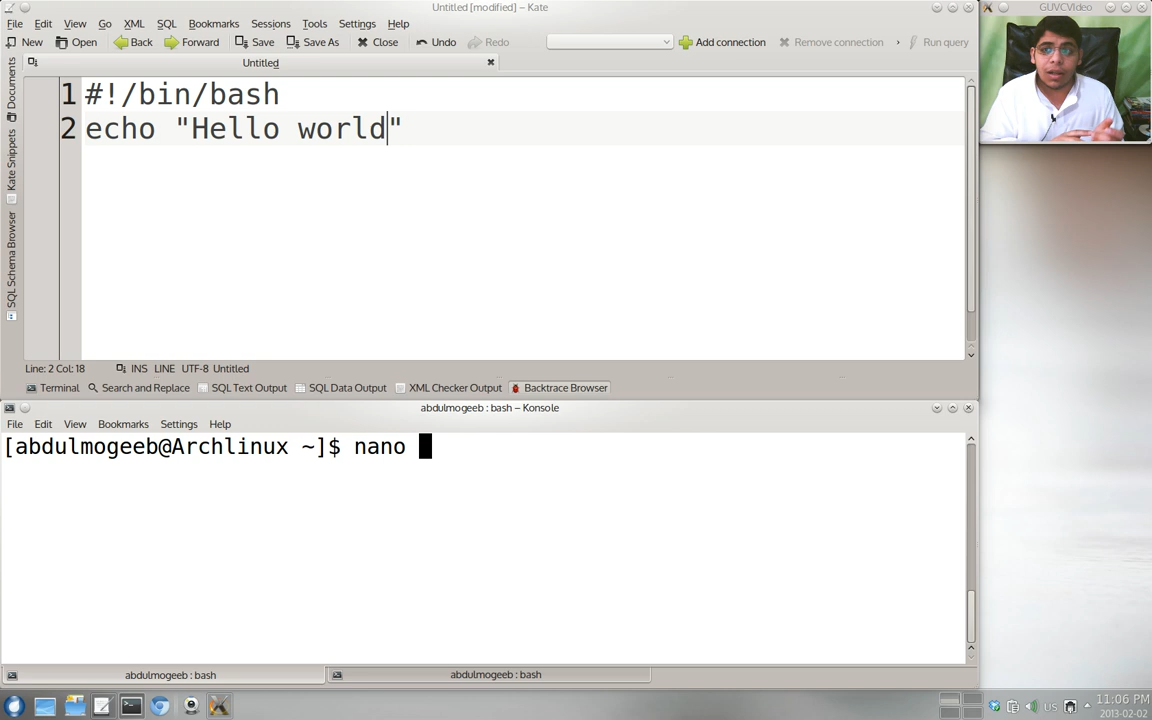 Untitled [modified] – Kate
File Edit View Go XML SQL Bookmarks Sessions Tools Settings Help
New Open Back Forward Save Save As Close Undo Redo Add connection Remove connection Run query
Untitled
Documents
Kate Snippets
SQL Schema Browser
1 #!/bin/bash
2 echo "Hello world"
Line: 2 Col: 18 INS LINE UTF-8 Untitled
Terminal Search and Replace SQL Text Output SQL Data Output XML Checker Output Backtrace Browser
abdulmogeeb : bash – Konsole
File Edit View Bookmarks Settings Help
[abdulmogeeb@Archlinux ~]$ nano
abdulmogeeb : bash
abdulmogeeb : bash
GUVCVideo
US 11:06 PM
2013-02-02